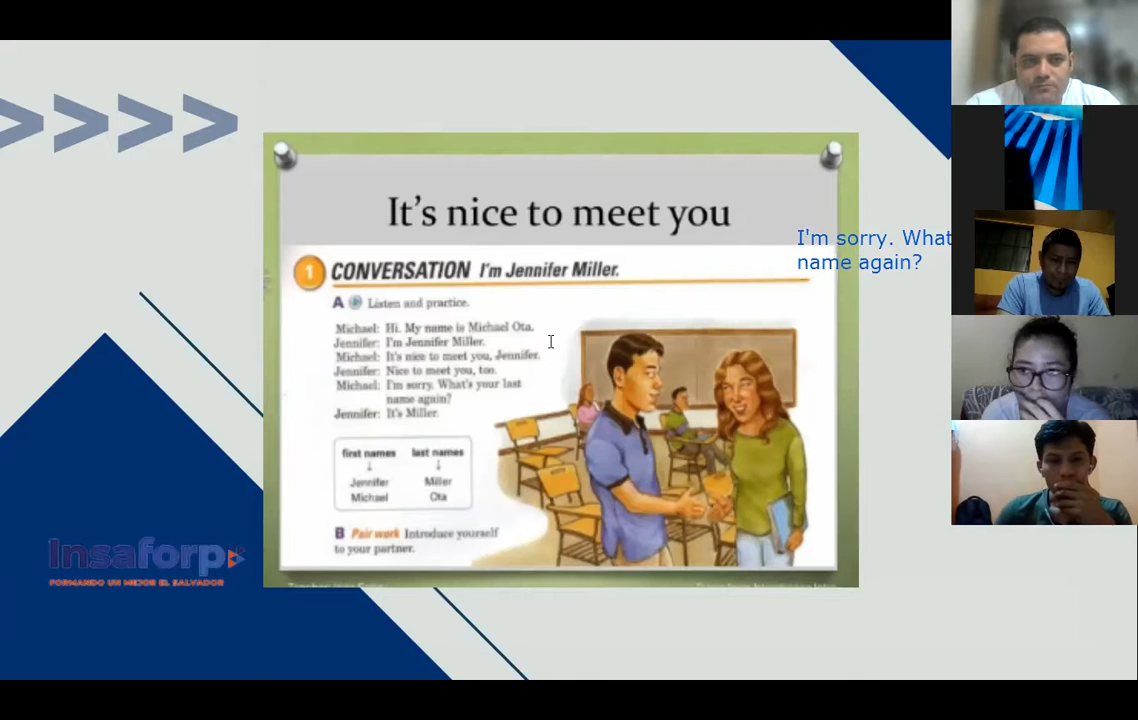 It's nice to meet you
I'm sorry. What
name again?
1 CONVERSATION I'm Jennifer Miller.
A Listen and practice.
Michael: Hi. My name is Michael Ota.
Jennifer: I'm Jennifer Miller.
Michael: It's nice to meet you, Jennifer.
Jennifer: Nice to meet you, too.
Michael: I'm sorry. What's your last
name again?
Jennifer: It's Miller.
first names last names
Jennifer Miller
Michael Ota
B Pair work Introduce yourself
to your partner.
Insaforp
FORMANDO UN MEJOR EL SALVADOR